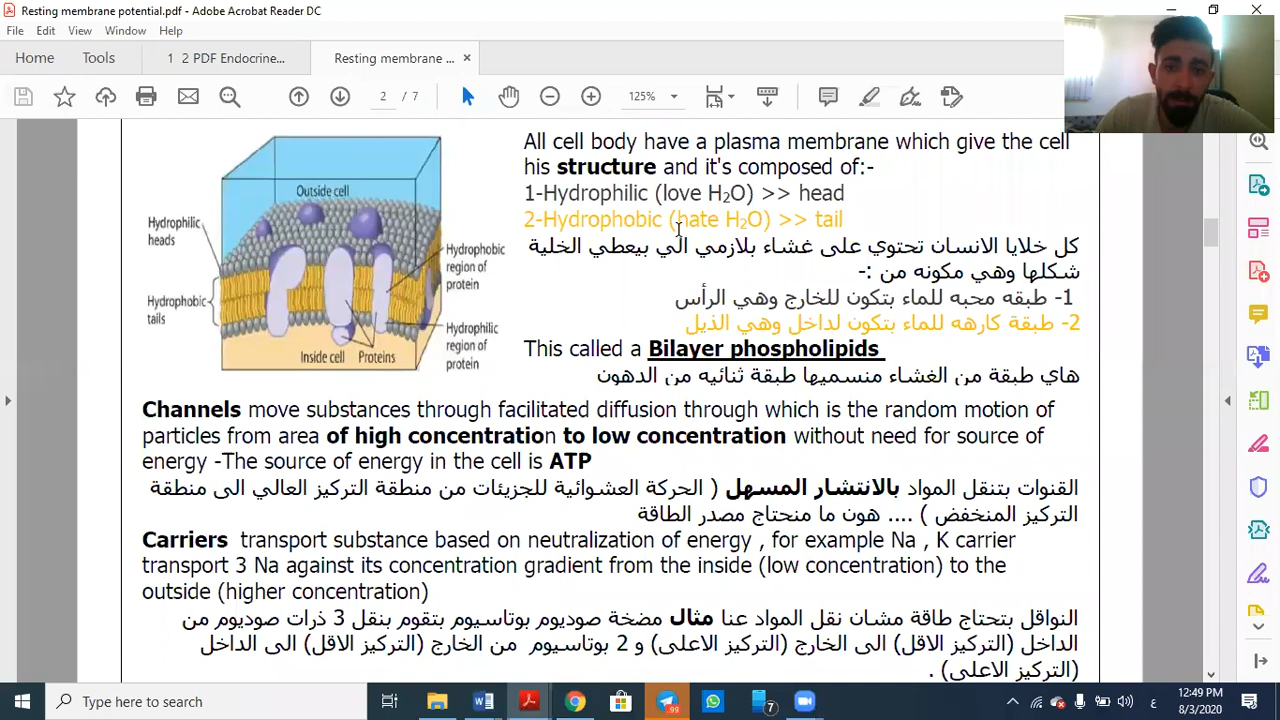 Resting membrane potential.pdf - Adobe Acrobat Reader DC
File Edit View Window Help
Home Tools 1 2 PDF Endocrine... Resting membrane ... ×
2 / 7 125%
Outside cell
Hydrophilic heads
Hydrophobic tails
Hydrophobic region of protein
Hydrophilic region of protein
Inside cell Proteins
All cell body have a plasma membrane which give the cell
his structure and it's composed of:-
1-Hydrophilic (love H₂O) >> head
2-Hydrophobic (hate H₂O) >> tail
كل خلايا الانسان تحتوي على غشاء بلازمي الي بيعطي الخلية
شكلها وهي مكونه من :-
1- طبقه محبه للماء بتكون للخارج وهي الرأس
2- طبقة كارهه للماء بتكون لداخل وهي الذيل
This called a Bilayer phospholipids
هاي طبقة من الغشاء منسميها طبقة ثنائيه من الدهون
Channels move substances through facilitated diffusion through which is the random motion of
particles from area of high concentration to low concentration without need for source of
energy -The source of energy in the cell is ATP
القنوات بتنقل المواد بالانتشار المسهل ( الحركة العشوائية للجزيئات من منطقة التركيز العالي الى منطقة
التركيز المنخفض ) .... هون ما منحتاج مصدر الطاقة
Carriers transport substance based on neutralization of energy , for example Na , K carrier
transport 3 Na against its concentration gradient from the inside (low concentration) to the
outside (higher concentration)
النواقل بتحتاج طاقة مشان نقل المواد عنا مثال مضخة صوديوم بوتاسيوم بتقوم بنقل 3 ذرات صوديوم من
الداخل (التركيز الاقل) الى الخارج (التركيز الاعلى) و 2 بوتاسيوم من الخارج (التركيز الاقل) الى الداخل
(التركيز الاعلى) .
Type here to search
99
7
ع
12:49 PM
8/3/2020